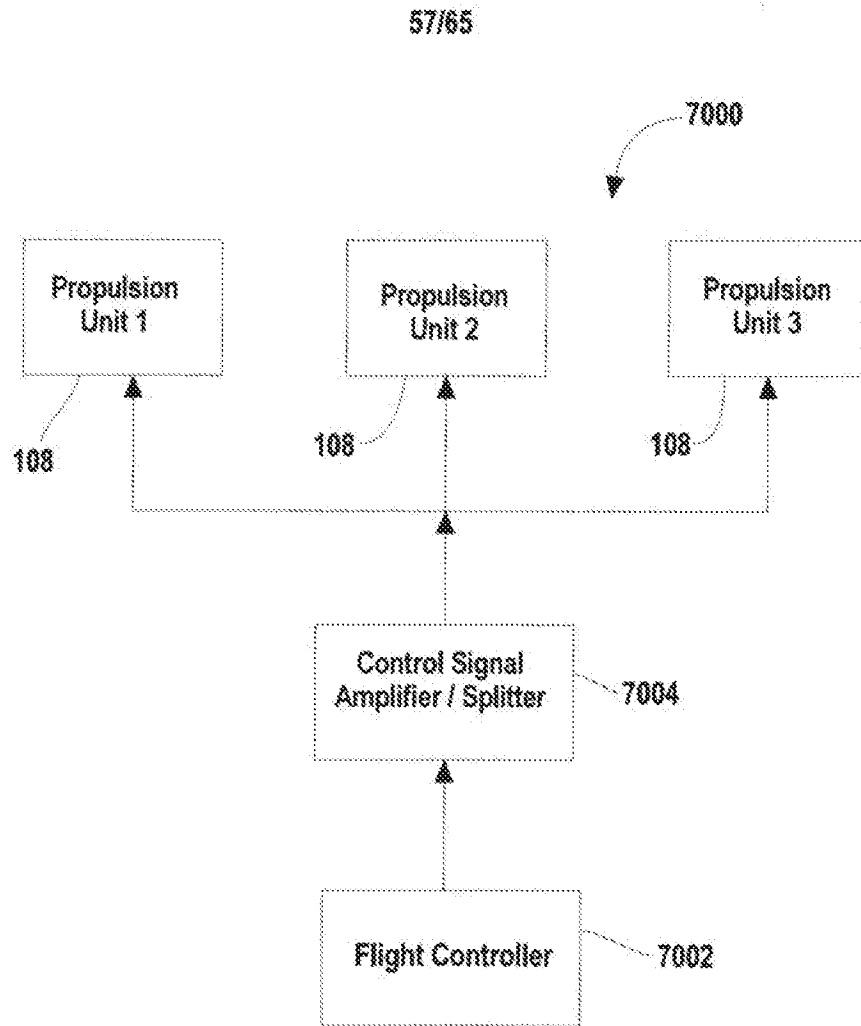 57/65
7000
Propulsion
Unit 1
Propulsion
Unit 2
Propulsion
Unit 3
108
108
108
Control Signal
Amplifier / Splitter
7004
Flight Controller
7002